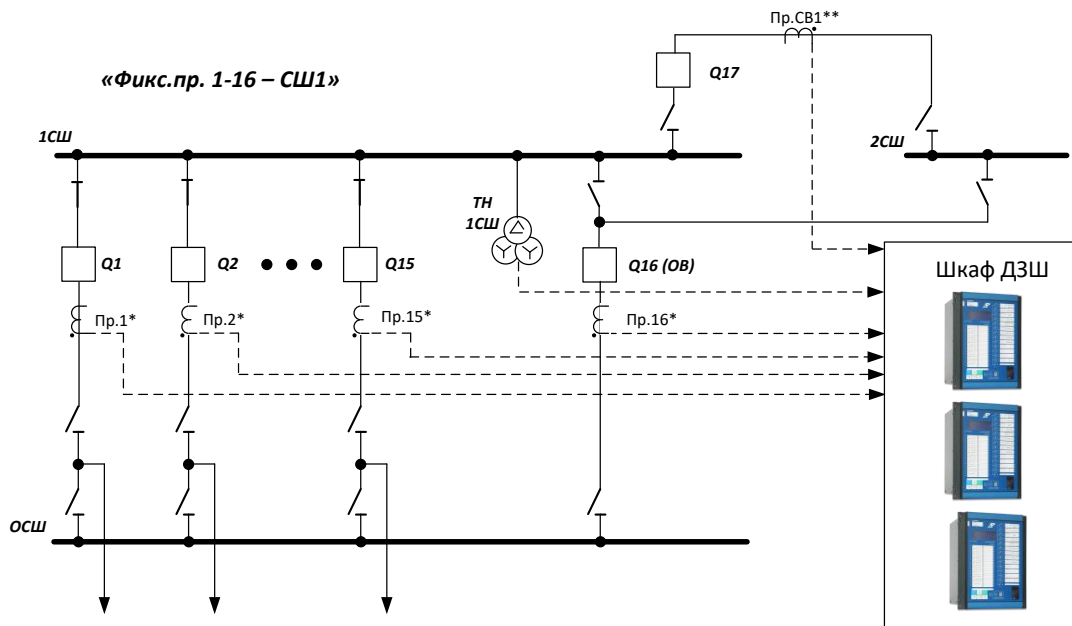 Пр.СВ1**
Q17
«Фикс.пр. 1-16 – СШ1»
1СШ
2СШ
ТН
1СШ
Q1
Q2
Q15
Q16 (ОВ)
Шкаф ДЗШ
Пр.1*
Пр.2*
Пр.15*
Пр.16*
ОСШ